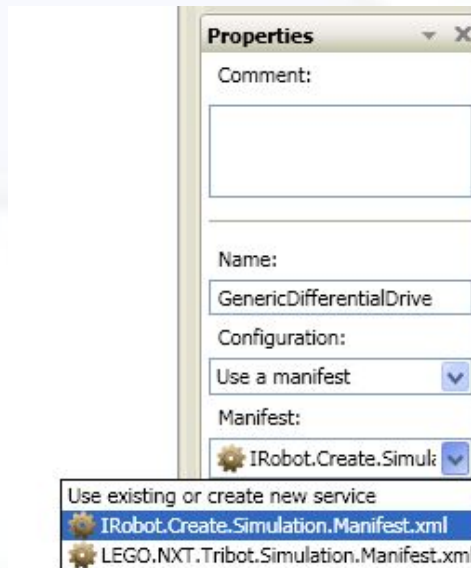 Properties
Comment:
Name:
GenericDifferentialDrive
Configuration:
Use a manifest
Manifest:
IRobot.Create.Simula
Use existing or create new service
IRobot.Create.Simulation.Manifest.xml
LEGO.NXT.Tribot.Simulation.Manifest.xml